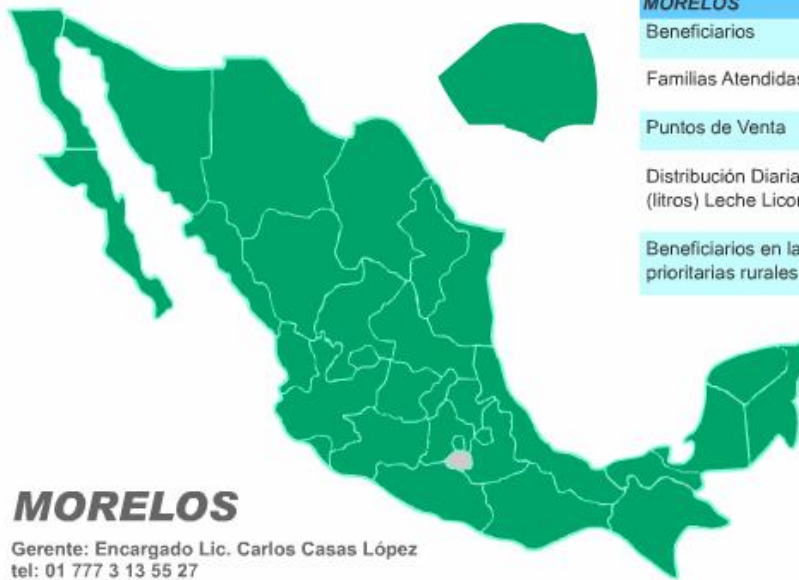 MORELOS
Beneficiarios
Familias Atendidas
Puntos de Venta
Distribución Diaria
(litros) Leche
Beneficiarios en
prioritarias rurales
MORELOS
Gerente: Encargado Lic. Carlos Casas López
tel: 01 777 3 13 55 27